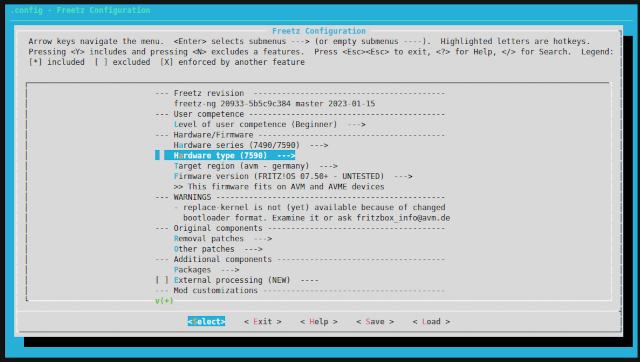 .config - Freetz Configuration
Freetz Configuration
Arrow keys navigate the menu.  <Enter> selects submenus ---> (or empty submenus ----).  Highlighted letters are hotkeys.
Pressing <Y> includes and pressing <N> excludes a features.  Press <Esc><Esc> to exit, <?> for Help, </> for Search.  Legend:
[*] included  [ ] excluded  [X] enforced by another feature
--- Freetz revision  -----------------------------------------
freetz-ng 20933-5b5c9c384 master 2023-01-15
--- User competence ------------------------------------------
Level of user competence (Beginner)  --->
--- Hardware/Firmware ----------------------------------------
Hardware series (7490/7590)  --->
Hardware type (7590)  --->
Target region (avm - germany)  --->
Firmware version (FRITZ!OS 07.50+ - UNTESTED)  --->
>> This firmware fits on AVM and AVME devices
--- WARNINGS -------------------------------------------------
- replace-kernel is not (yet) available because of changed
bootloader format. Examine it or ask fritzbox_info@avm.de
--- Original components --------------------------------------
Removal patches  --->
Other patches  --->
--- Additional components ------------------------------------
Packages  --->
[ ] External processing (NEW)  ----
--- Mod customizations ---------------------------------------
v(+)
<Select>    < Exit >    < Help >    < Save >    < Load >